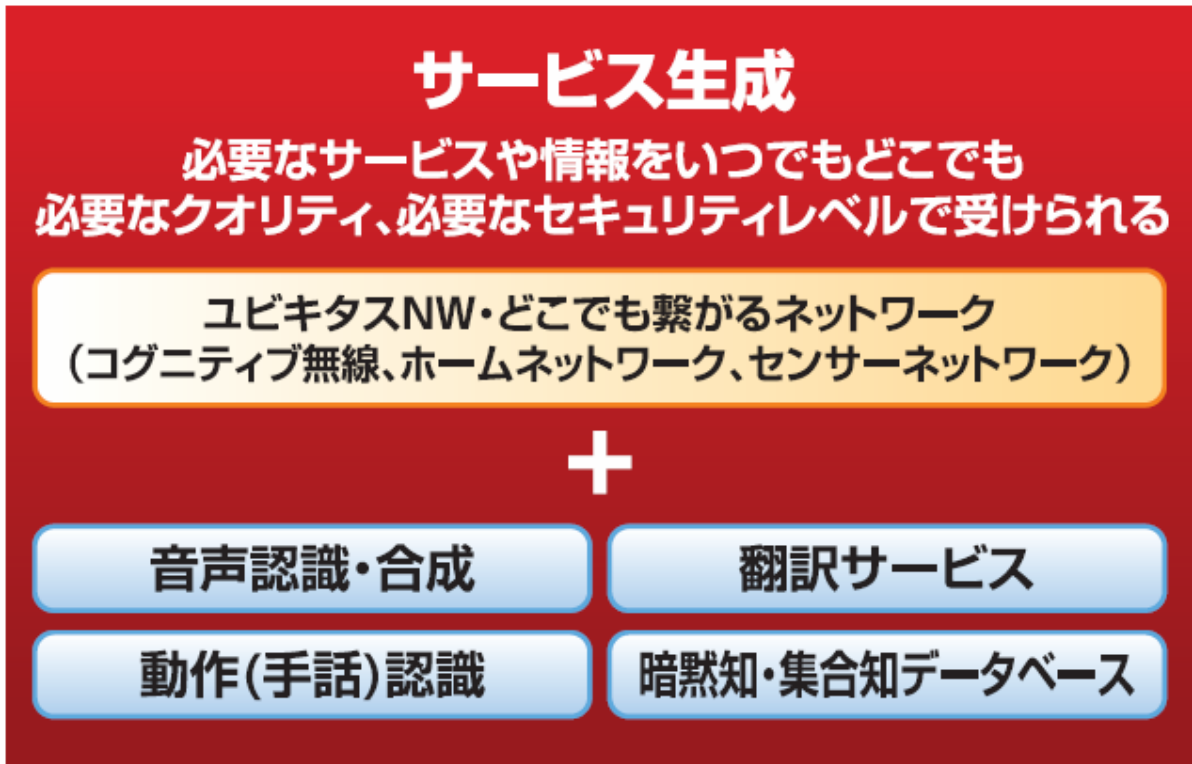 サービス生成
必要なサービスや情報をいつでもどこでも
必要なクオリティ、必要なセキュリティレベルで受けられる
ユビキタスNW・どこでも繋がるネットワーク
（コグニティブ無線、ホームネットワーク、センサーネットワーク）
+
音声認識・合成
翻訳サービス
動作(手話)認識
暗黙知・集合知データベース